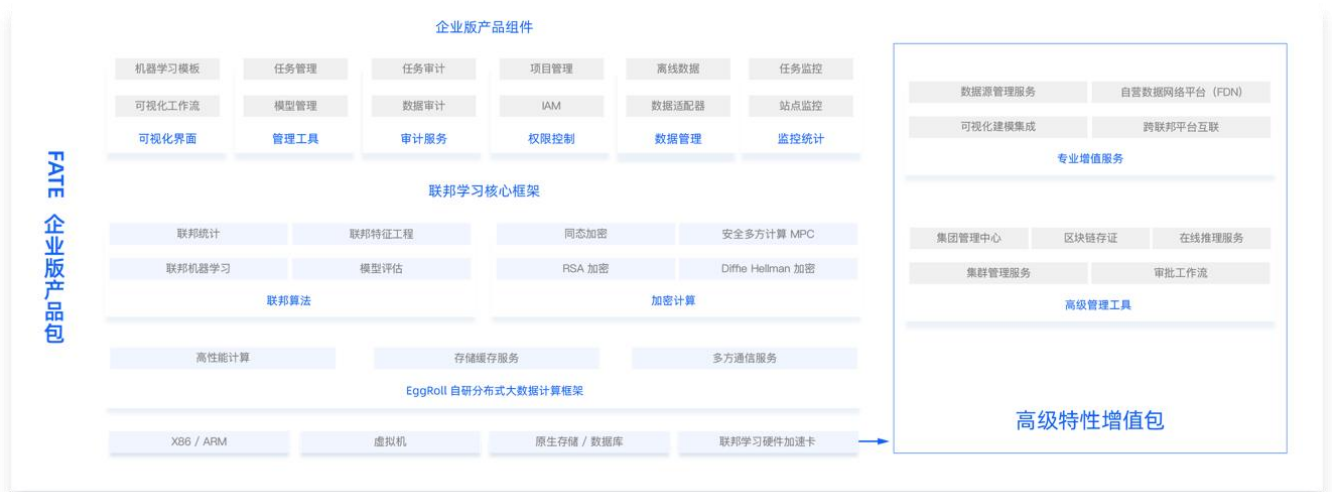 FATE 企业版产品包
企业版产品组件
机器学习模板 任务管理 任务审计 项目管理 离线数据 任务监控
可视化工作流 模型管理 数据审计 IAM 数据适配器 站点监控
可视化界面 管理工具 审计服务 权限控制 数据管理 监控统计
联邦学习核心框架
联邦统计 联邦特征工程 同态加密 安全多方计算 MPC
联邦机器学习 模型评估 RSA 加密 Diffie Hellman 加密
联邦算法 加密计算
高性能计算 存储缓存服务 多方通信服务
EggRoll 自研分布式大数据计算框架
X86 / ARM 虚拟机 原生存储 / 数据库 联邦学习硬件加速卡
数据源管理服务 自营数据网络平台（FDN）
可视化建模集成 跨联邦平台互联
专业增值服务
集团管理中心 区块链存证 在线推理服务
集群管理服务 审批工作流
高级管理工具
高级特性增值包